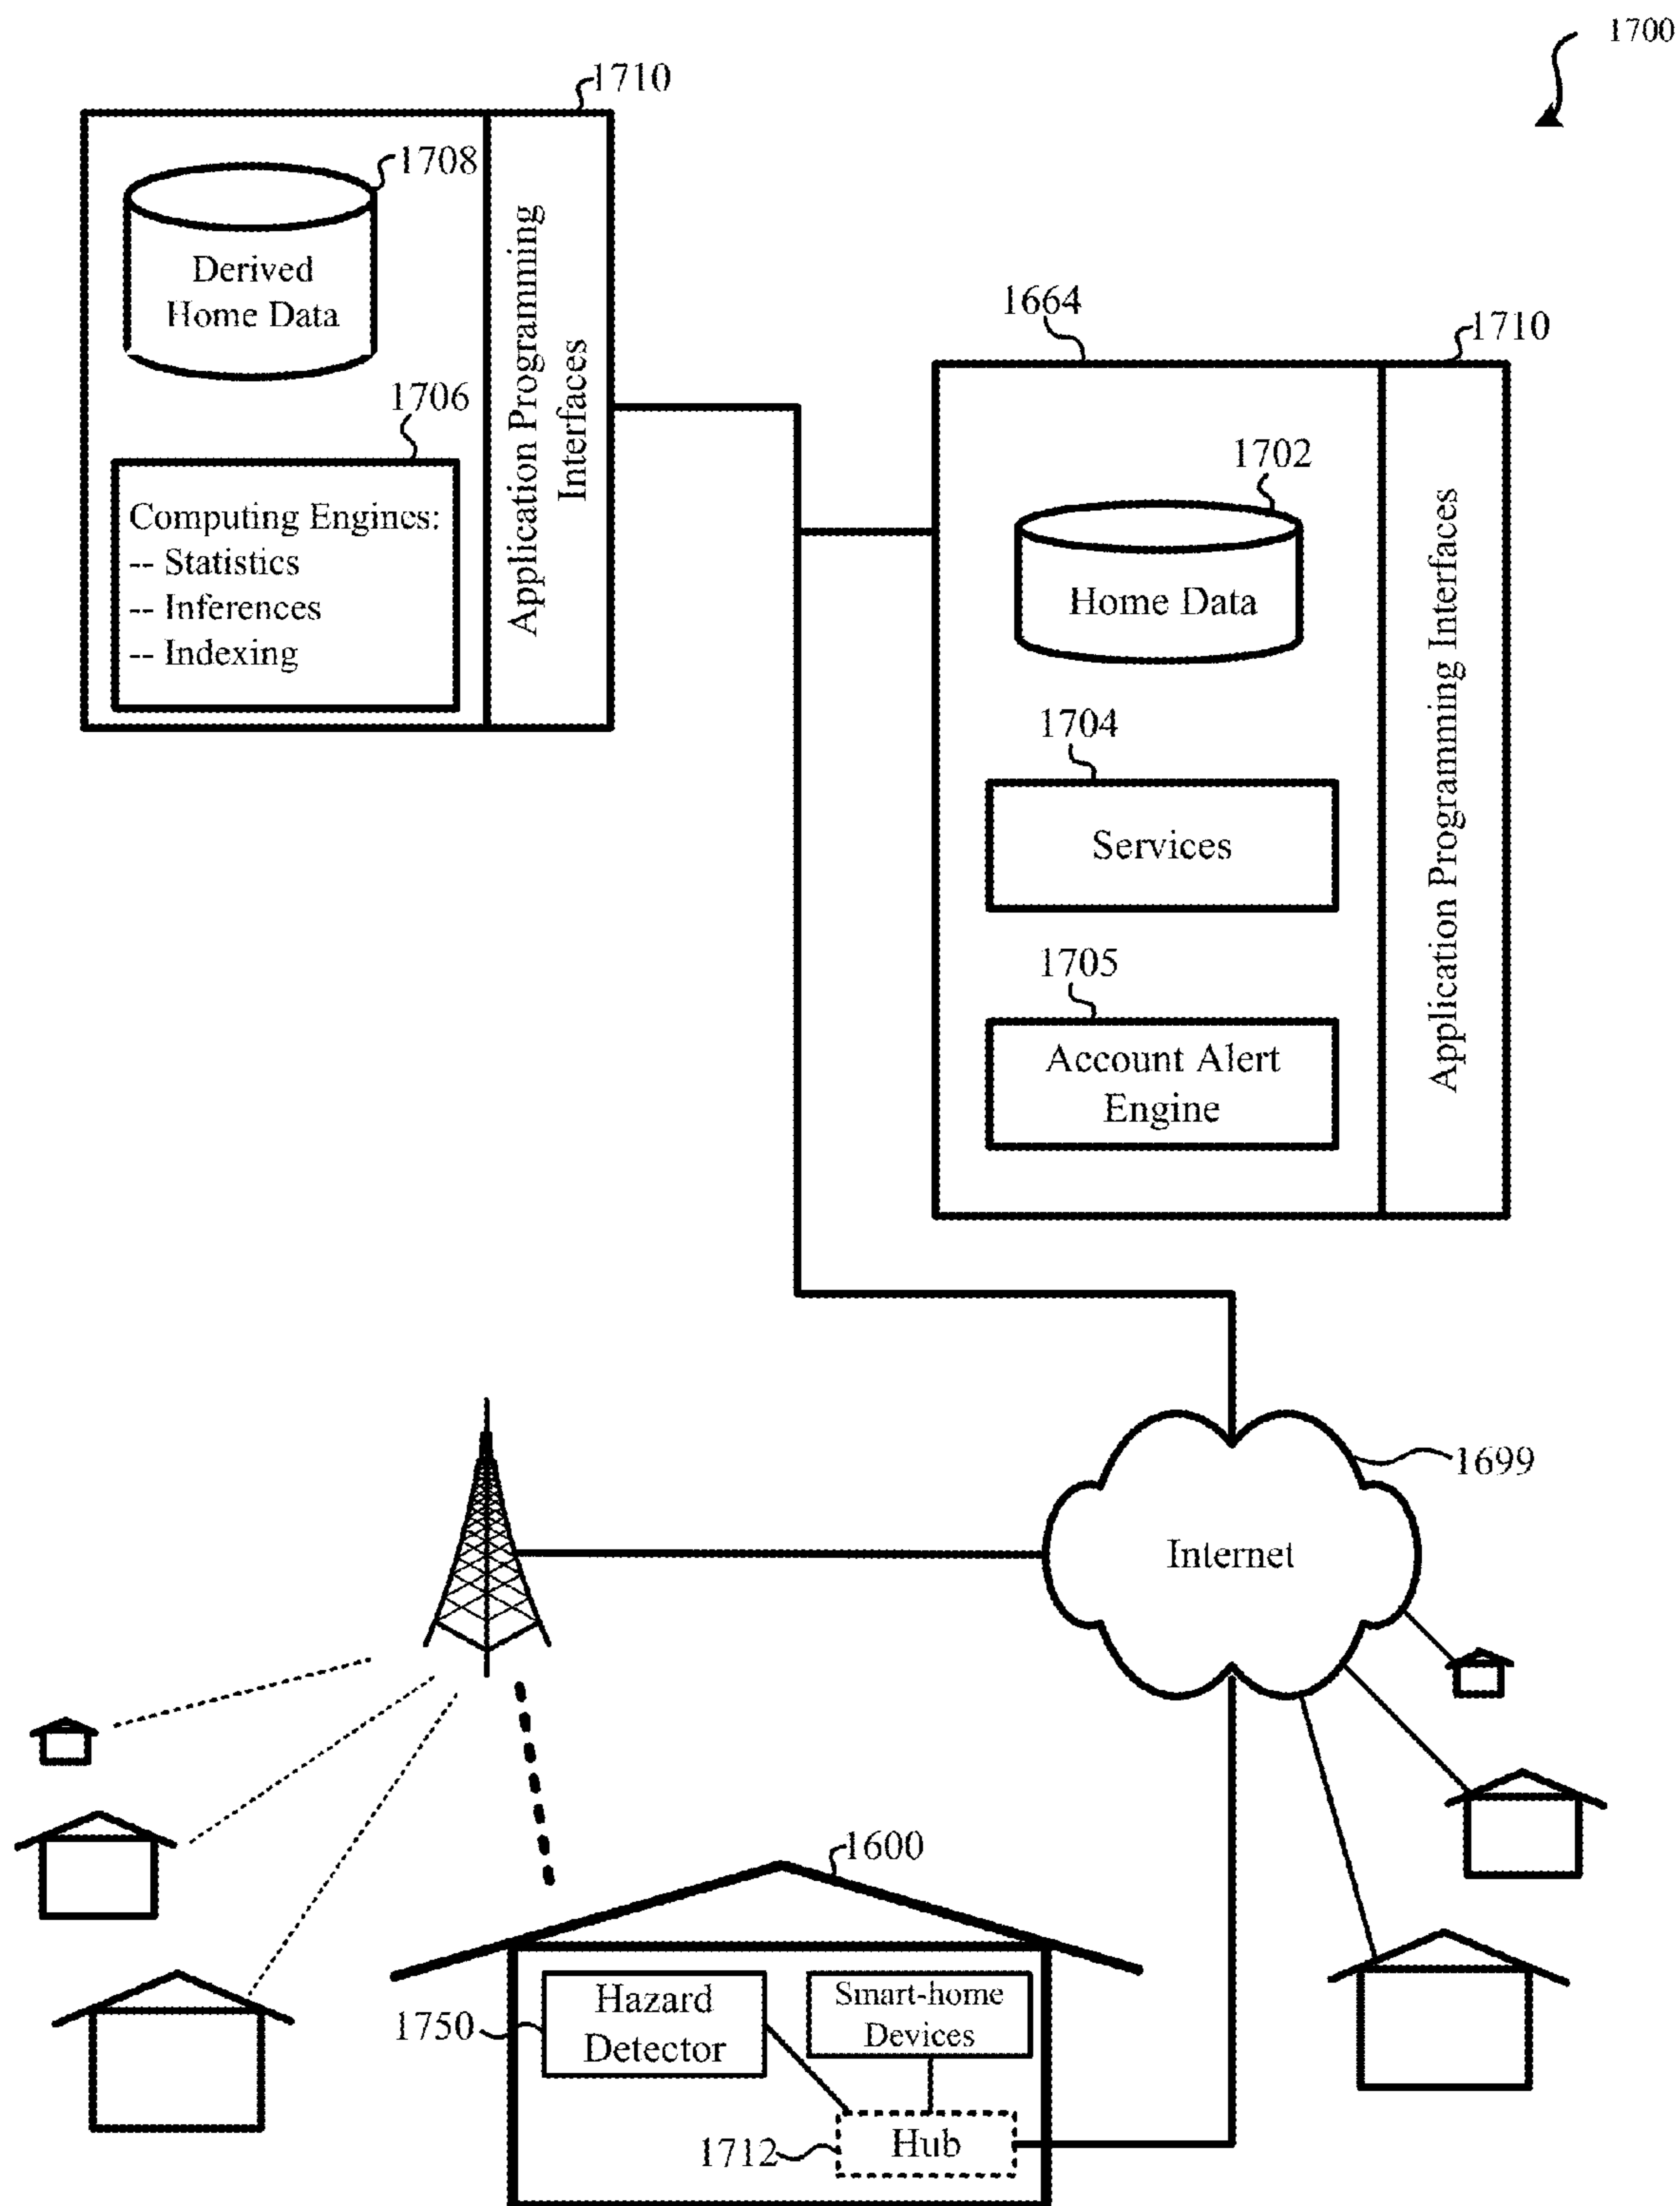 1700
1710
1708
Derived
Home Data
1706
Computing Engines:
-- Statistics
-- Inferences
-- Indexing
Application Programming
Interfaces
1664
1710
1702
Home Data
1704
Services
1705
Account Alert
Engine
Application Programming Interfaces
1699
Internet
1600
Hazard
Detector
1750
Smart-home
Devices
1712
Hub